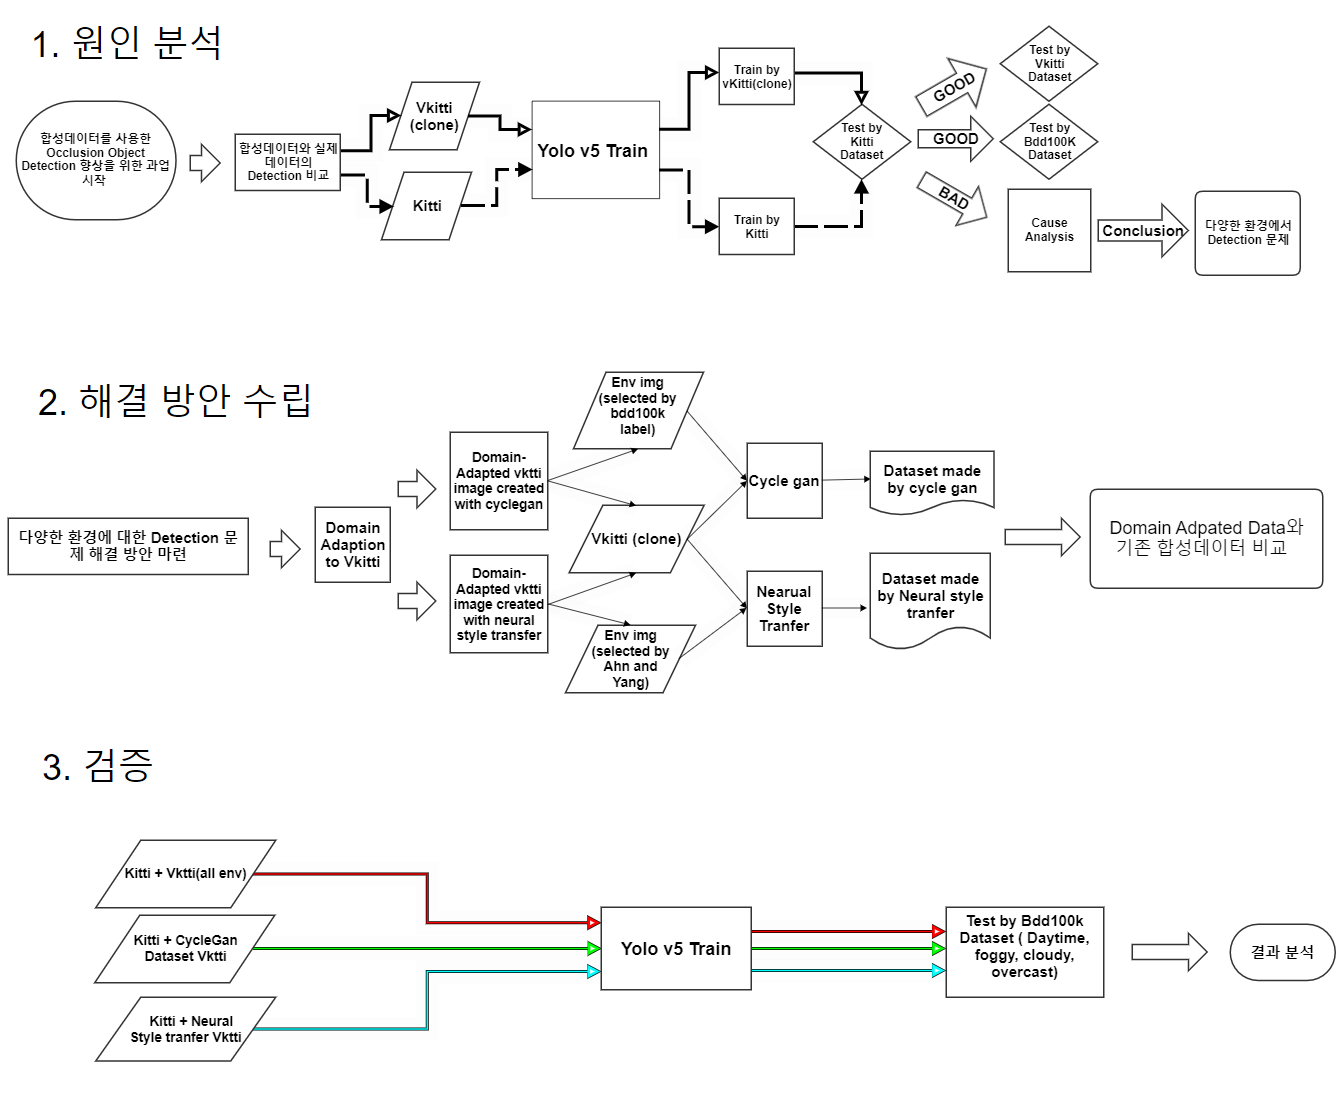 1. 원인 분석
합성데이터를 사용한
Occlusion Object
Detection 향상을 위한 과업
시작
합성데이터와 실제
데이터의
Detection 비교
Vkitti
(clone)
Kitti
Yolo v5 Train
Train by
vKitti(clone)
Train by
Kitti
Test by
Kitti
Dataset
GOOD
GOOD
BAD
Test by
Vkitti
Dataset
Test by
Bdd100K
Dataset
Cause
Analysis
Conclusion
다양한 환경에서
Detection 문제
2. 해결 방안 수립
다양한 환경에 대한 Detection 문
제 해결 방안 마련
Domain
Adaption
to Vkitti
Domain-
Adapted vktti
image created
with cyclegan
Domain-
Adapted vktti
image created
with neural
style transfer
Env img
(selected by
bdd100k
label)
Vkitti (clone)
Env img
(selected by
Ahn and
Yang)
Cycle gan
Nearual
Style
Tranfer
Dataset made
by cycle gan
Dataset made
by Neural style
tranfer
Domain Adpated Data와
기존 합성데이터 비교
3. 검증
Kitti + Vktti(all env)
Kitti + CycleGan
Dataset Vktti
Kitti + Neural
Style tranfer Vktti
Yolo v5 Train
Test by Bdd100k
Dataset ( Daytime,
foggy, cloudy,
overcast)
결과 분석